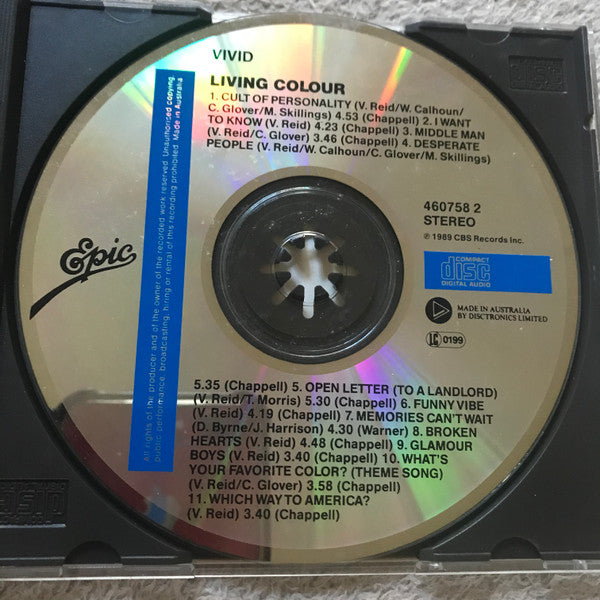 VIVID
LIVING COLOUR
1. CULT OF PERSONALITY (V. Reid/W. Calhoun/
C. Glover/M. Skillings) 4.53 (Chappell) 2. I WANT
TO KNOW (V. Reid) 4.23 (Chappell) 3. MIDDLE MAN
(V. Reid/C. Glover) 3.46 (Chappell) 4. DESPERATE
PEOPLE (V. Reid/W. Calhoun/C. Glover/M. Skillings)
All rights of the producer and of the owner of the recorded work reserved. Unauthorised copying,
public performance, broadcasting, hiring or rental of this recording prohibited. Made in Australia
Epic
460758 2
STEREO
℗ 1989 CBS Records Inc.
COMPACT
disc
DIGITAL AUDIO
MADE IN AUSTRALIA
BY DISCTRONICS LIMITED
LC 0199
5.35 (Chappell) 5. OPEN LETTER (TO A LANDLORD)
(V. Reid/T. Morris) 5.30 (Chappell) 6. FUNNY VIBE
(V. Reid) 4.19 (Chappell) 7. MEMORIES CAN'T WAIT
(D. Byrne/J. Harrison) 4.30 (Warner) 8. BROKEN
HEARTS (V. Reid) 4.48 (Chappell) 9. GLAMOUR
BOYS (V. Reid) 3.40 (Chappell) 10. WHAT'S
YOUR FAVORITE COLOR? (THEME SONG)
(V. Reid/C. Glover) 3.58 (Chappell)
11. WHICH WAY TO AMERICA?
(V. Reid) 3.40 (Chappell)